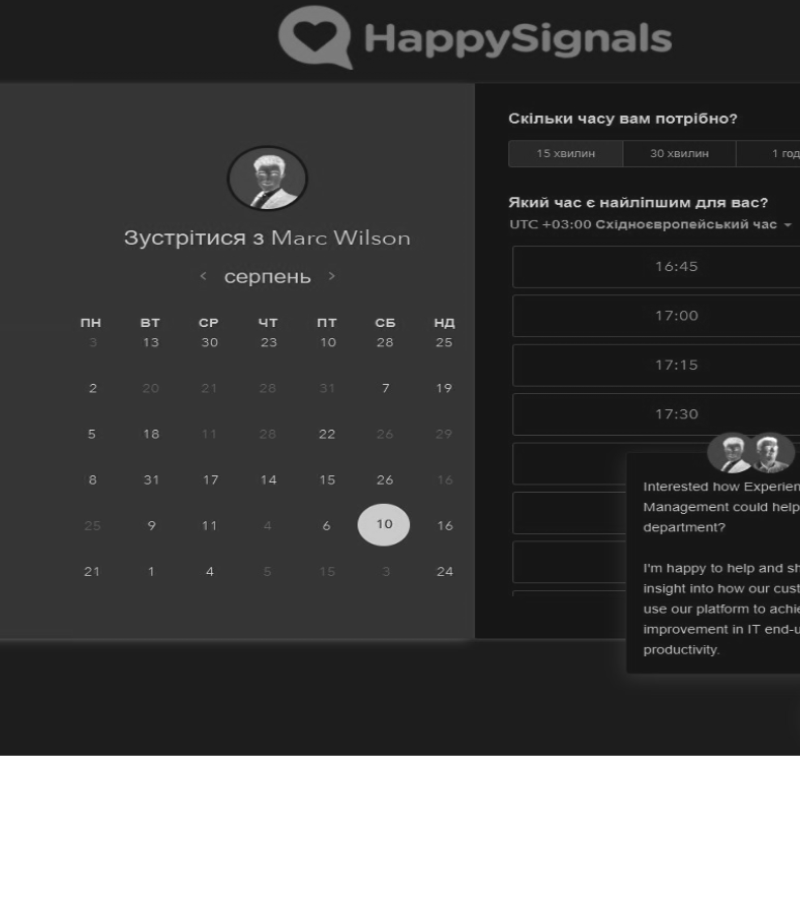 HappySignals
Зустрітися з Marc Wilson
серпень
ПН ВТ СР ЧТ ПТ СБ НД
3 13 30 23 10 28 25
2 20 21 28 31 7 19
5 18 11 28 22 26 29
8 31 17 14 15 26 16
25 9 11 4 6 10 16
21 1 4 5 15 3 24
Скільки часу вам потрібно?
15 хвилин 30 хвилин 1 год
Який час є найліпшим для вас?
UTC +03:00 Східноєвропейський час
16:45
17:00
17:15
17:30
Interested how Experien
Management could help
department?
I'm happy to help and sh
insight into how our cust
use our platform to achie
improvement in IT end-u
productivity.